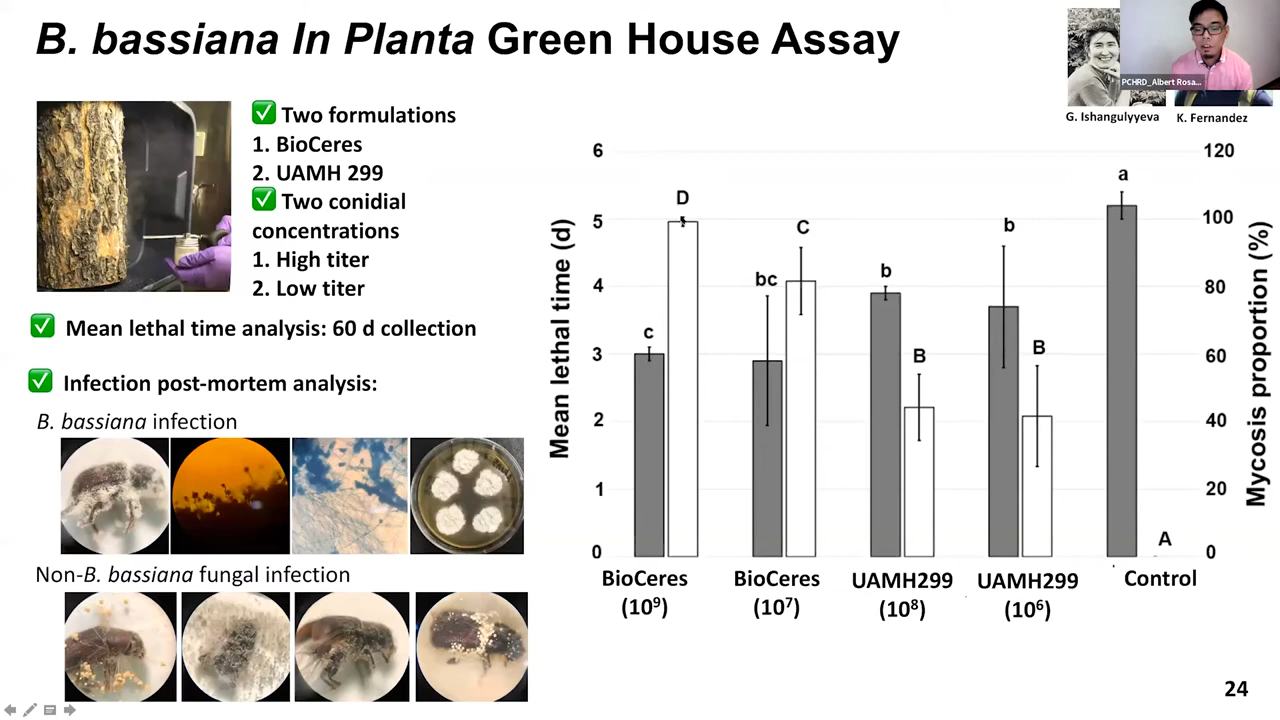 B. bassiana In Planta Green House Assay
PCHRD_Albert Rosa...
G. Ishangulyyeva
K. Fernandez
✅ Two formulations
1. BioCeres
2. UAMH 299
✅ Two conidial
concentrations
1. High titer
2. Low titer
✅ Mean lethal time analysis: 60 d collection
✅ Infection post-mortem analysis:
B. bassiana infection
Non-B. bassiana fungal infection
Mean lethal time (d)
6
5
4
3
2
1
0
c
D
bc
C
b
B
b
B
a
A
120
100
80
60
40
20
0
Mycosis proportion (%)
BioCeres
(10⁹)
BioCeres
(10⁷)
UAMH299
(10⁸)
UAMH299
(10⁶)
Control
24